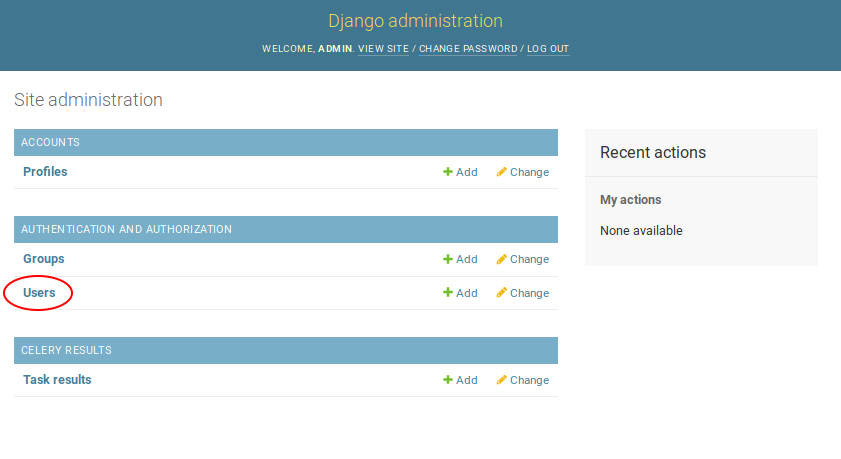 Django administration
WELCOME, ADMIN. VIEW SITE / CHANGE PASSWORD / LOG OUT
Site administration
ACCOUNTS
Profiles Add Change
AUTHENTICATION AND AUTHORIZATION
Groups Add Change
Users Add Change
CELERY RESULTS
Task results Add Change
Recent actions
My actions
None available